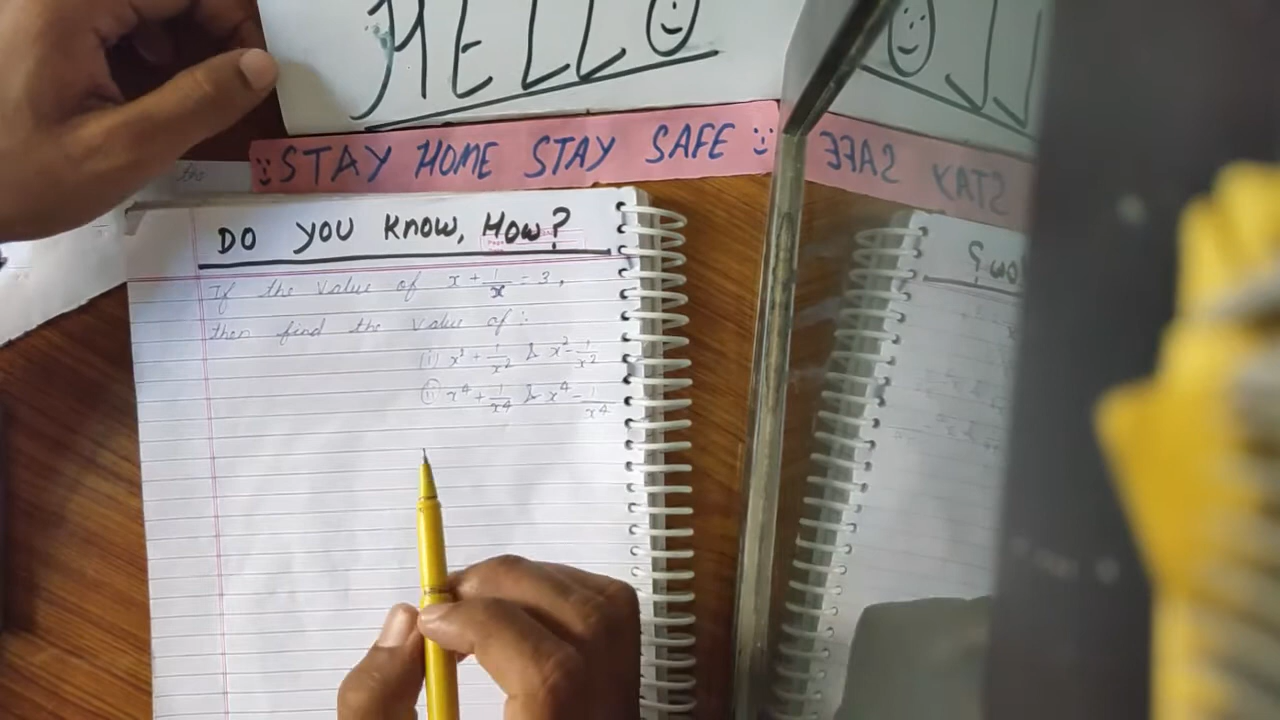 HELLO
STAY HOME STAY SAFE
DO YOU KNOW, HOW?
If the value of x + 1/x = 3,
then find the value of:
(i) x² + 1/x² & x² - 1/x²
(ii) x⁴ + 1/x⁴ & x⁴ - 1/x⁴